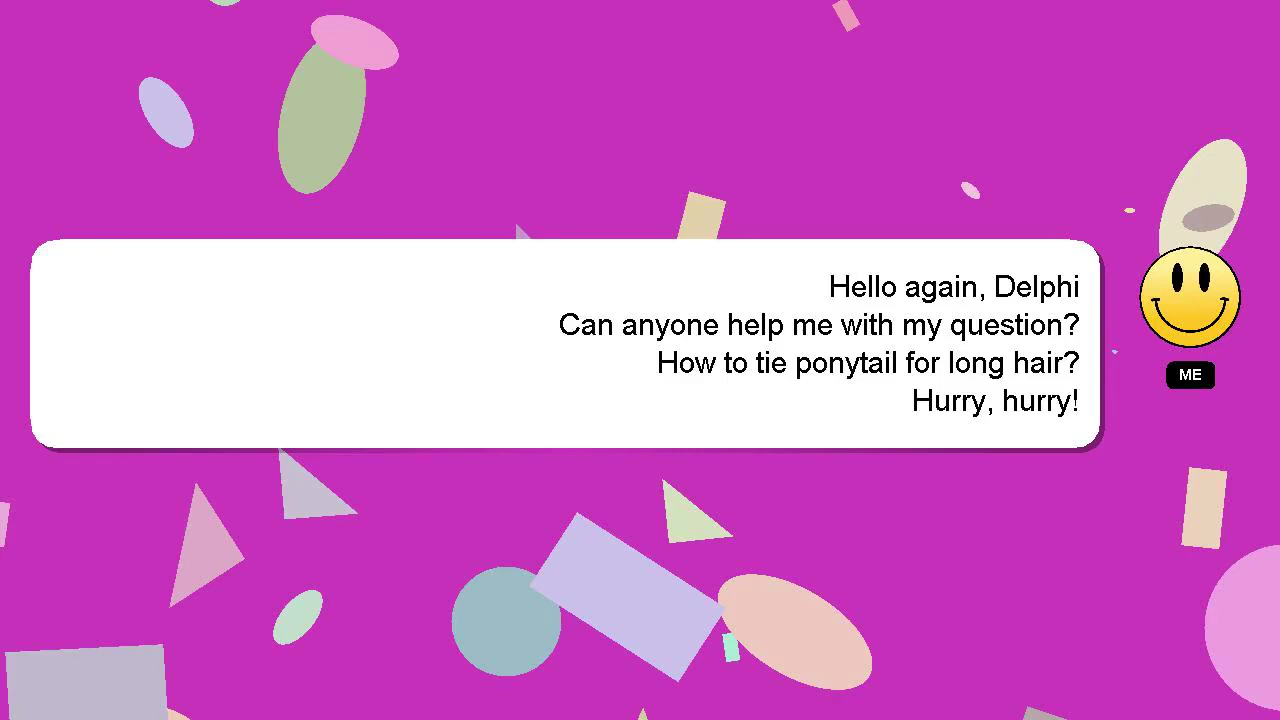 Hello again, Delphi
Can anyone help me with my question?
How to tie ponytail for long hair?
Hurry, hurry!
ME